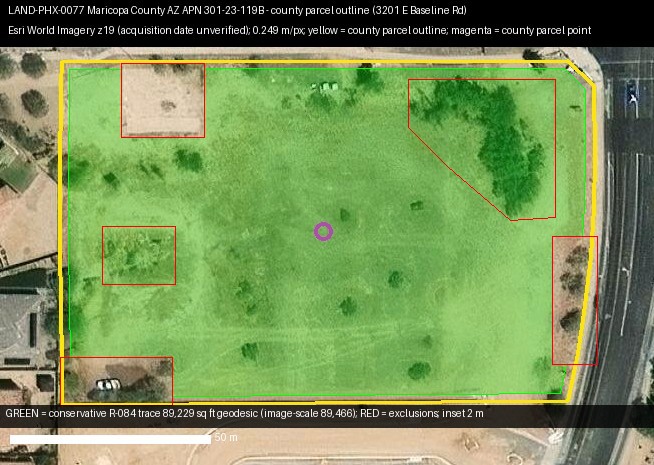 LAND-PHX-0077 Maricopa County AZ APN 301-23-119B - county parcel outline (3201 E Baseline Rd)
Esri World Imagery z19 (acquisition date unverified); 0.249 m/px; yellow = county parcel outline; magenta = county parcel point
GREEN = conservative R-084 trace 89,229 sq ft geodesic (image-scale 89,466); RED = exclusions; inset 2 m
50 m